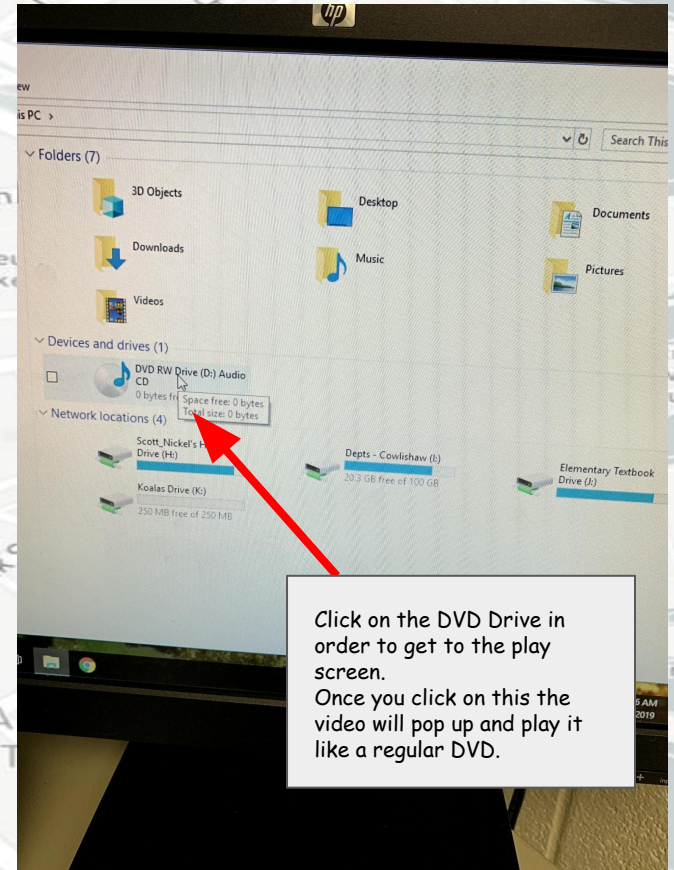 hp
ew
is PC >
Search This
Folders (7)
3D Objects
Desktop
Documents
Downloads
Music
Pictures
Videos
Devices and drives (1)
DVD RW Drive (D:) Audio
CD
0 bytes fr
Space free: 0 bytes
Total size: 0 bytes
Network locations (4)
Scott_Nickel's H
Drive (H:)
Depts - Cowlishaw (I:)
20.3 GB free of 100 GB
Elementary Textbook
Drive (J:)
Koalas Drive (K:)
250 MB free of 250 MB
Click on the DVD Drive in
order to get to the play
screen.
Once you click on this the
video will pop up and play it
like a regular DVD.
5 AM
2019